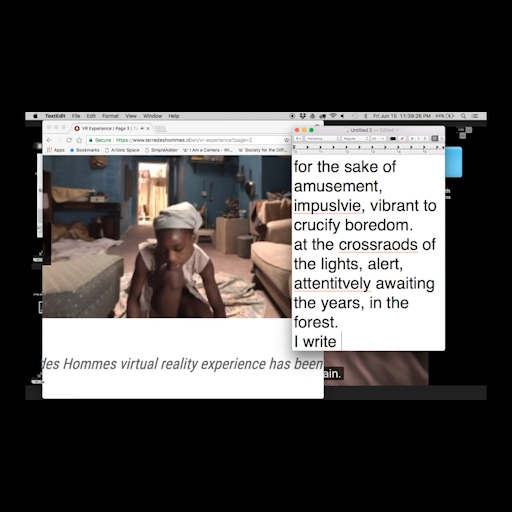 TextEdit File Edit Format View Window Help
Fri Jun 15 11:39:26 PM 44%
VR Experience | Page 3 | Te
Secure https://www.terredeshommes.nl/en/vr-experience?page=2
Apps Bookmarks Artists Space SimpleAdder I Am a Camera - Wi... Society for the Diff...
Untitled 3
for the sake of
amusement,
impuslvie, vibrant to
crucify boredom.
at the crossraods of
the lights, alert,
attentitvely awaiting
the years, in the
forest.
I write
des Hommes virtual reality experience has been
ain.